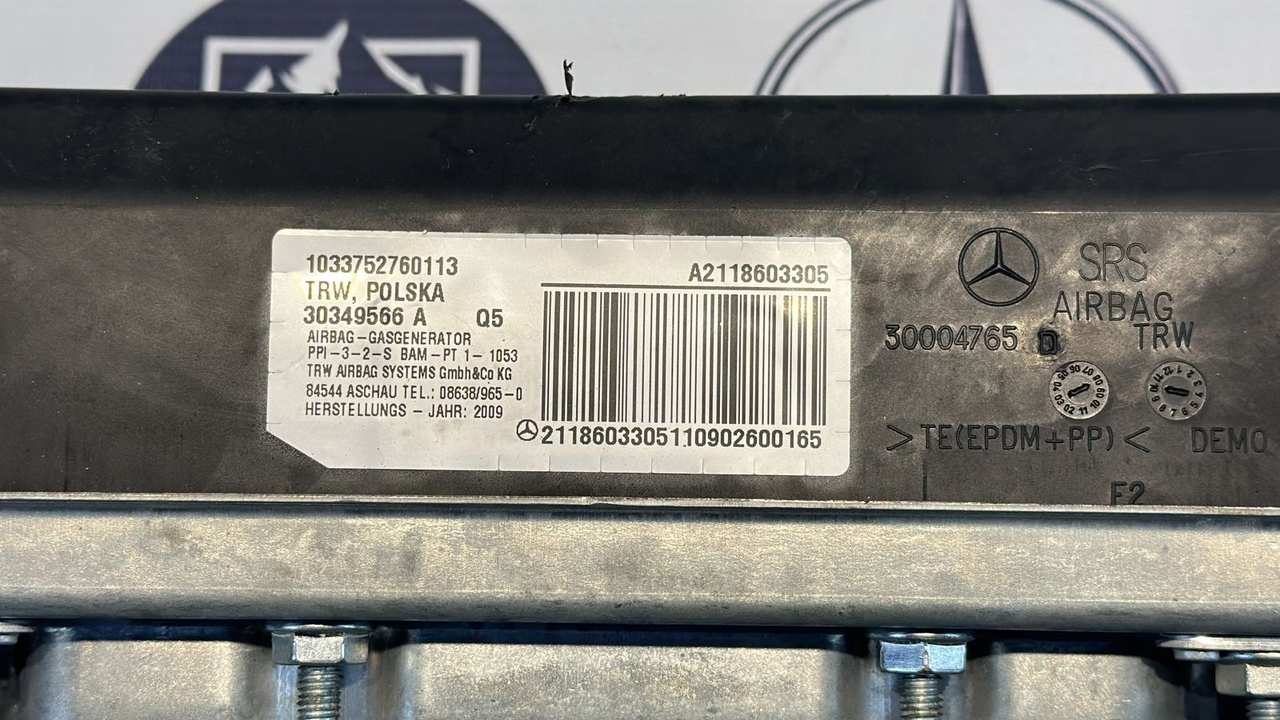 1033752760113
TRW, POLSKA
30349566 A Q5
AIRBAG-GASGENERATOR
PPI-3-2-S BAM-PT 1- 1053
TRW AIRBAG SYSTEMS GmbH&Co KG
84544 ASCHAU TEL.: 08638/965-0
HERSTELLUNGS - JAHR: 2009
A2118603305
2118603305110902600165
SRS
AIRBAG
30004765 D TRW
>TE(EPDM+PP)< DEMO
F2